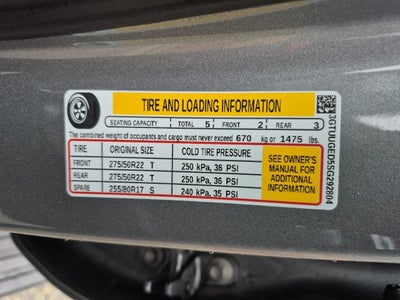 TIRE AND LOADING INFORMATION
SEATING CAPACITY TOTAL 5 FRONT 2 REAR 3
The combined weight of occupants and cargo must never exceed 670 kg or 1475 lbs.
TIRE ORIGINAL SIZE COLD TIRE PRESSURE
FRONT 275/50R22 T 250 kPa, 36 PSI
REAR 275/50R22 T 250 kPa, 36 PSI
SPARE 255/80R17 S 240 kPa, 35 PSI
SEE OWNER'S
MANUAL FOR
ADDITIONAL
INFORMATION
3GTUUGED5SG292804